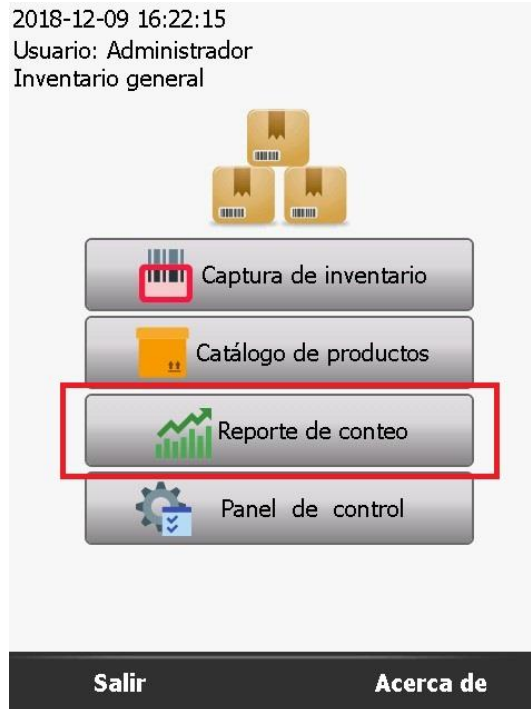 2018-12-09 16:22:15
Usuario: Administrador
Inventario general
Captura de inventario
Catálogo de productos
Reporte de conteo
Panel de control
Salir
Acerca de